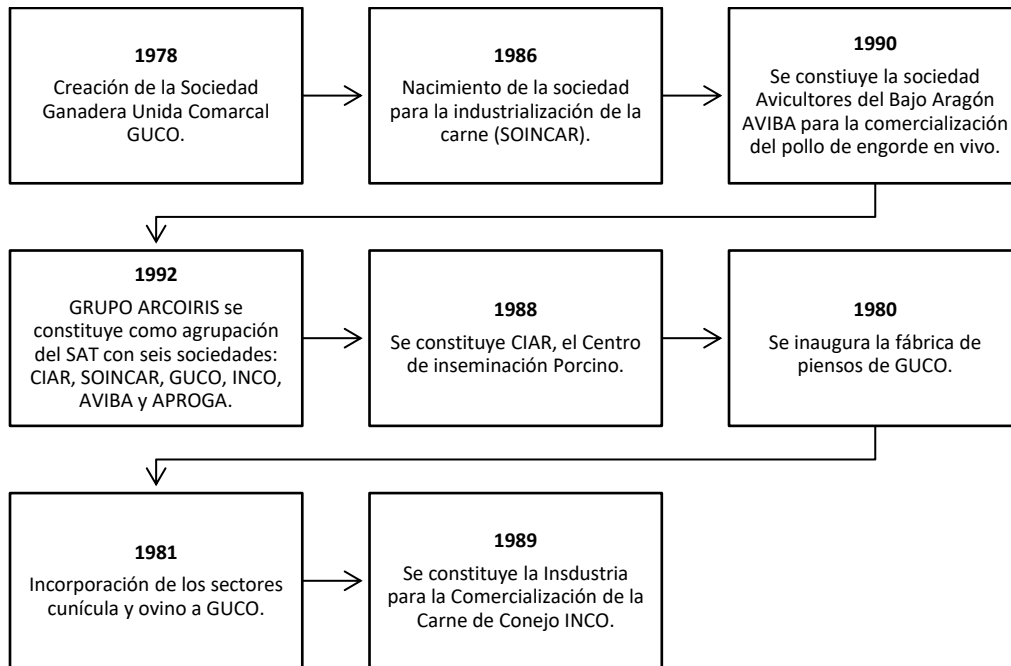 1978
Creación de la Sociedad
Ganadera Unida Comarcal
GUCO.
1986
Nacimiento de la sociedad
para la industrialización de la
carne (SOINCAR).
1990
Se constiuye la sociedad
Avicultores del Bajo Aragón
AVIBA para la comercialización
del pollo de engorde en vivo.
1992
GRUPO ARCOIRIS se
constituye como agrupación
del SAT con seis sociedades:
CIAR, SOINCAR, GUCO, INCO,
AVIBA y APROGA.
1988
Se constituye CIAR, el Centro
de inseminación Porcino.
1980
Se inaugura la fábrica de
piensos de GUCO.
1981
Incorporación de los sectores
cunícula y ovino a GUCO.
1989
Se constituye la Insdustria
para la Comercialización de la
Carne de Conejo INCO.